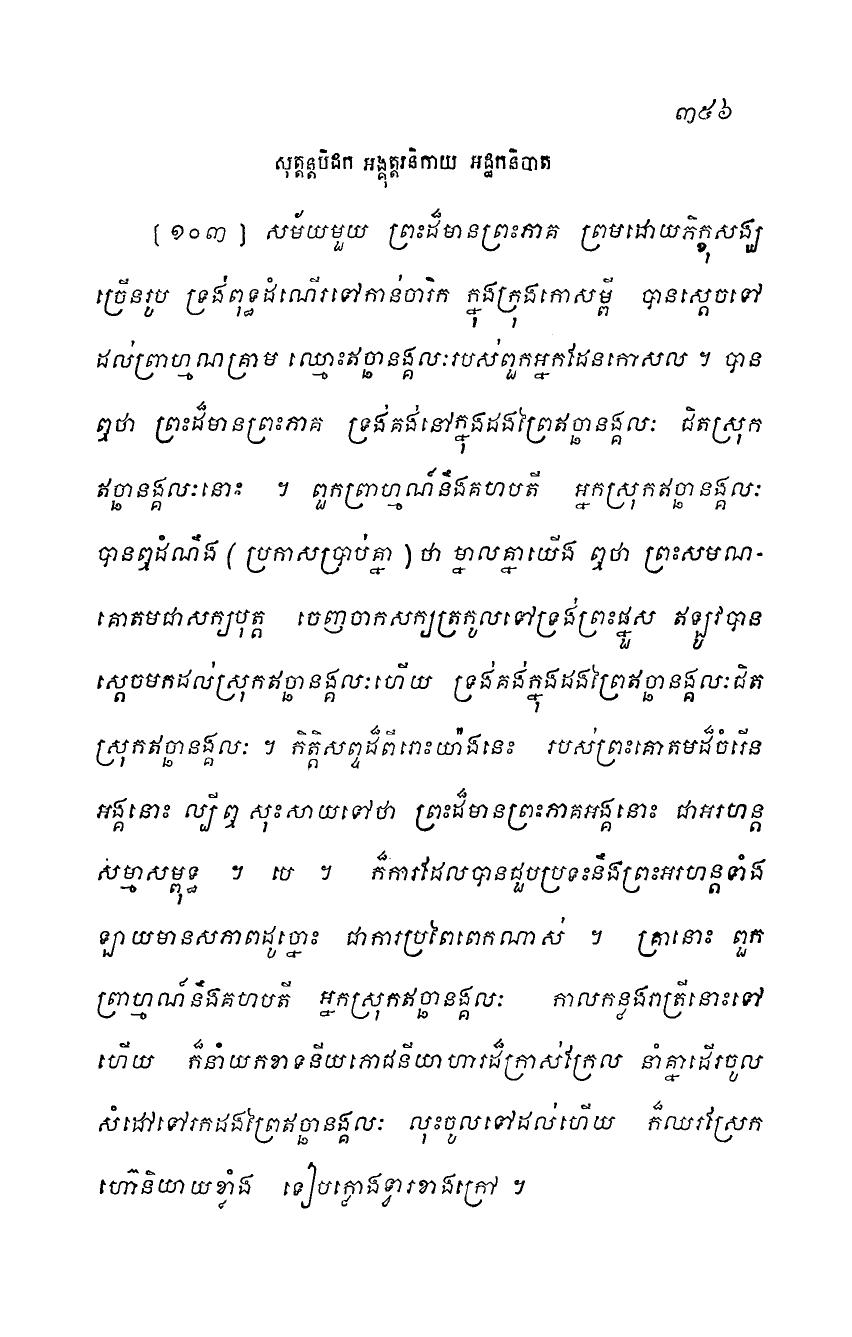 ៣៥៦
សុត្តន្តបិដក អង្គុត្តរនិកាយ អដ្ឋកនិបាត
[ ១០៣ ] សម័យមួយ ព្រះដ៏មានព្រះភាគ ព្រមដោយភិក្ខុសង្ឃ
ច្រើនរូប ទ្រង់ពុទ្ធដំណើរទៅកាន់ចារិក ក្នុងក្រុងកោសម្ពី បានស្តេចទៅ
ដល់ព្រាហ្មណគ្រាម ឈ្មោះឥច្ឆានង្គលៈរបស់ពួកអ្នកដែនកោសល ។ បាន
ឮថា ព្រះដ៏មានព្រះភាគ ទ្រង់គង់នៅក្នុងដងព្រៃឥច្ឆានង្គលៈ ជិតស្រុក
ឥច្ឆានង្គលៈនោះ ។ ពួកព្រាហ្មណ៍នឹងគហបតី អ្នកស្រុកឥច្ឆានង្គលៈ
បានឮដំណឹង ( ប្រកាសប្រាប់គ្នា ) ថា ម្នាលគ្នាយើង ឮថា ព្រះសមណ-
គោតមជាសក្យបុត្ត ចេញចាកសក្យត្រកូលទៅទ្រង់ព្រះផ្នួស ឥឡូវបាន
ស្តេចមកដល់ស្រុកឥច្ឆានង្គលៈហើយ ទ្រង់គង់ក្នុងដងព្រៃឥច្ឆានង្គលៈជិត
ស្រុកឥច្ឆានង្គលៈ ។ កិត្តិសព្ទដ៏ពីរោះយ៉ាងនេះ របស់ព្រះគោតមដ៏ចំរើន
អង្គនោះ ល្បីឮ សុះសាយទៅថា ព្រះដ៏មានព្រះភាគអង្គនោះ ជាអរហន្ត
សម្មាសម្ពុទ្ធ ។ បេ ។ ក៏ការដែលបានជួបប្រទះនឹងព្រះអរហន្តទាំង
ឡាយមានសភាពដូច្នោះ ជាការប្រពៃពេកណាស់ ។ គ្រានោះ ពួក
ព្រាហ្មណ៍នឹងគហបតី អ្នកស្រុកឥច្ឆានង្គលៈ កាលកន្លងរាត្រីនោះទៅ
ហើយ ក៏នាំយកខាទនីយភោជនីយាហារដ៏ក្រាស់ក្រែល នាំគ្នាដើរចូល
សំដៅទៅរកដងព្រៃឥច្ឆានង្គលៈ លុះចូលទៅដល់ហើយ ក៏ឈរស្រែក
ហ៊ោនិយាយខ្លាំង ទៀបក្លោងទ្វារខាងក្រៅ ។